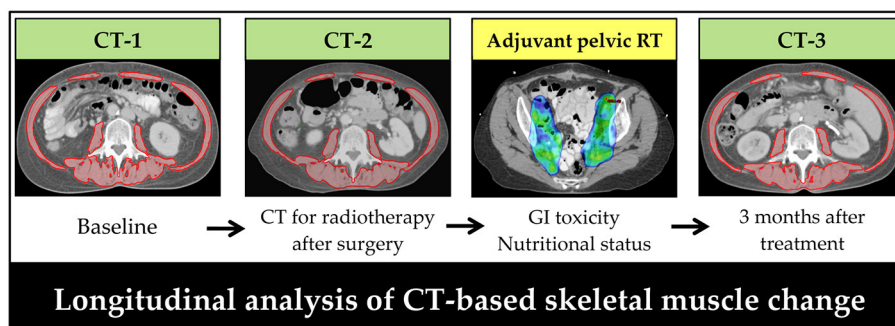 CT-1
CT-2
Adjuvant pelvic RT
CT-3
Baseline
CT for radiotherapy
after surgery
GI toxicity
Nutritional status
3 months after
treatment
Longitudinal analysis of CT-based skeletal muscle change